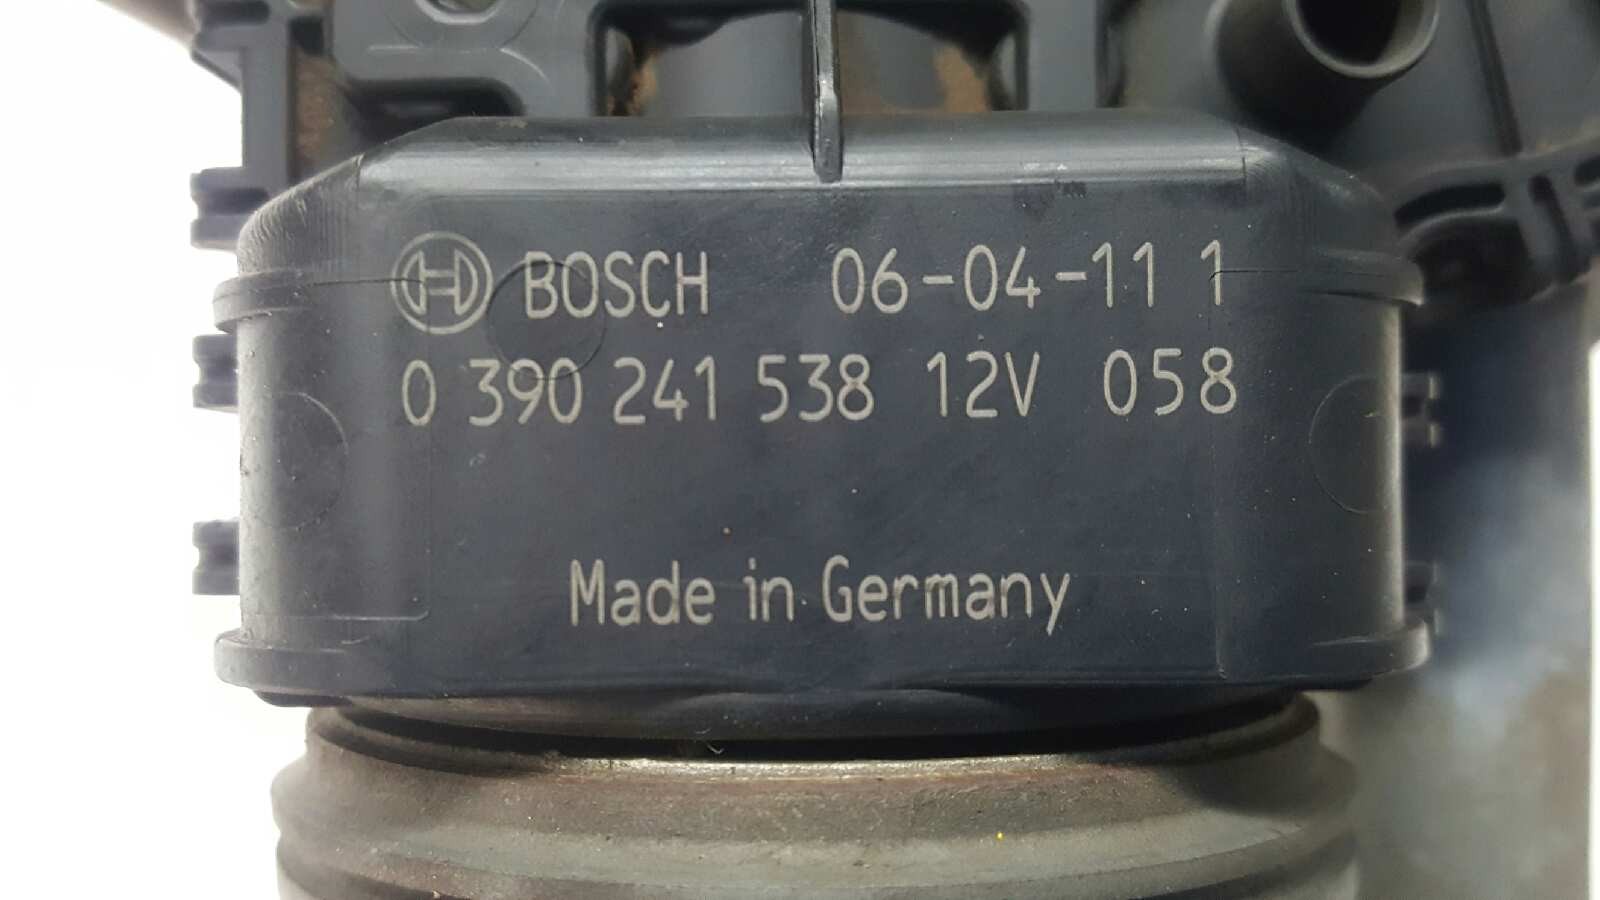 BOSCH 06-04-11 1
0 390 241 538 12V 058
Made in Germany